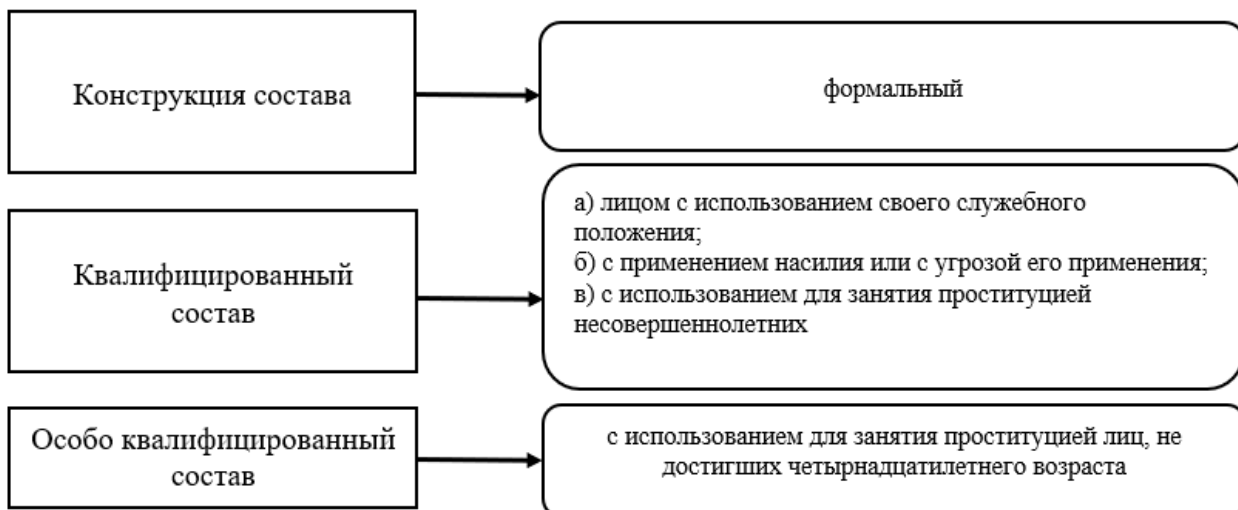 Конструкция состава
формальный
Квалифицированный
состав
а) лицом с использованием своего служебного
положения;
б) с применением насилия или с угрозой его применения;
в) с использованием для занятия проституцией
несовершеннолетних
Особо квалифицированный
состав
с использованием для занятия проституцией лиц, не
достигших четырнадцатилетнего возраста